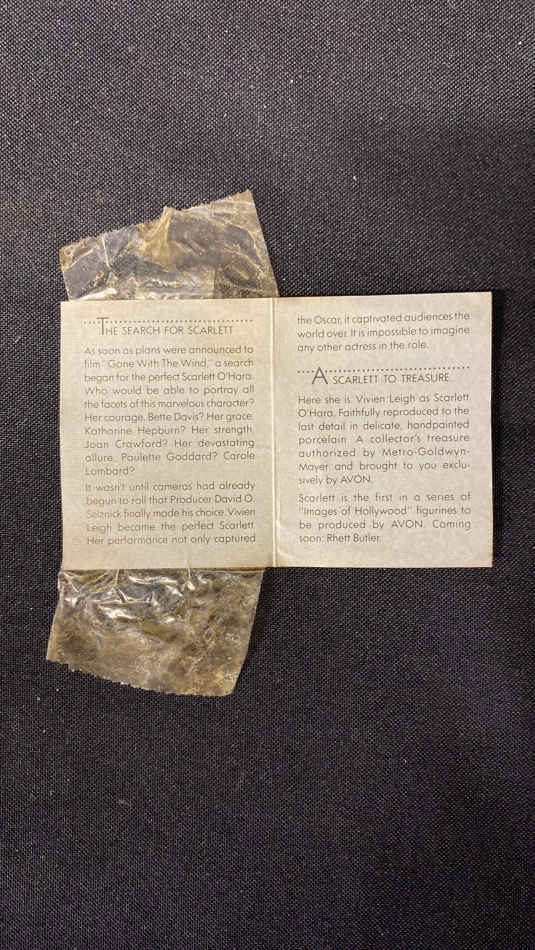 THE SEARCH FOR SCARLETT
As soon as plans were announced to
film "Gone With The Wind," a search
began for the perfect Scarlett O'Hara.
Who would be able to portray all
the facets of this marvelous character?
Her courage, Bette Davis? Her grace,
Katharine Hepburn? Her strength,
Joan Crawford? Her devastating
allure, Paulette Goddard? Carole
Lombard?
It wasn't until cameras had already
begun to roll that Producer David O.
Selznick finally made his choice. Vivien
Leigh became the perfect Scarlett.
Her performance not only captured
the Oscar, it captivated audiences the
world over. It is impossible to imagine
any other actress in the role.
A SCARLETT TO TREASURE
Here she is. Vivien Leigh as Scarlett
O'Hara. Faithfully reproduced to the
last detail in delicate, handpainted
porcelain. A collector's treasure
authorized by Metro-Goldwyn-
Mayer and brought to you exclu-
sively by AVON.
Scarlett is the first in a series of
"Images of Hollywood" figurines to
be produced by AVON. Coming
soon: Rhett Butler.